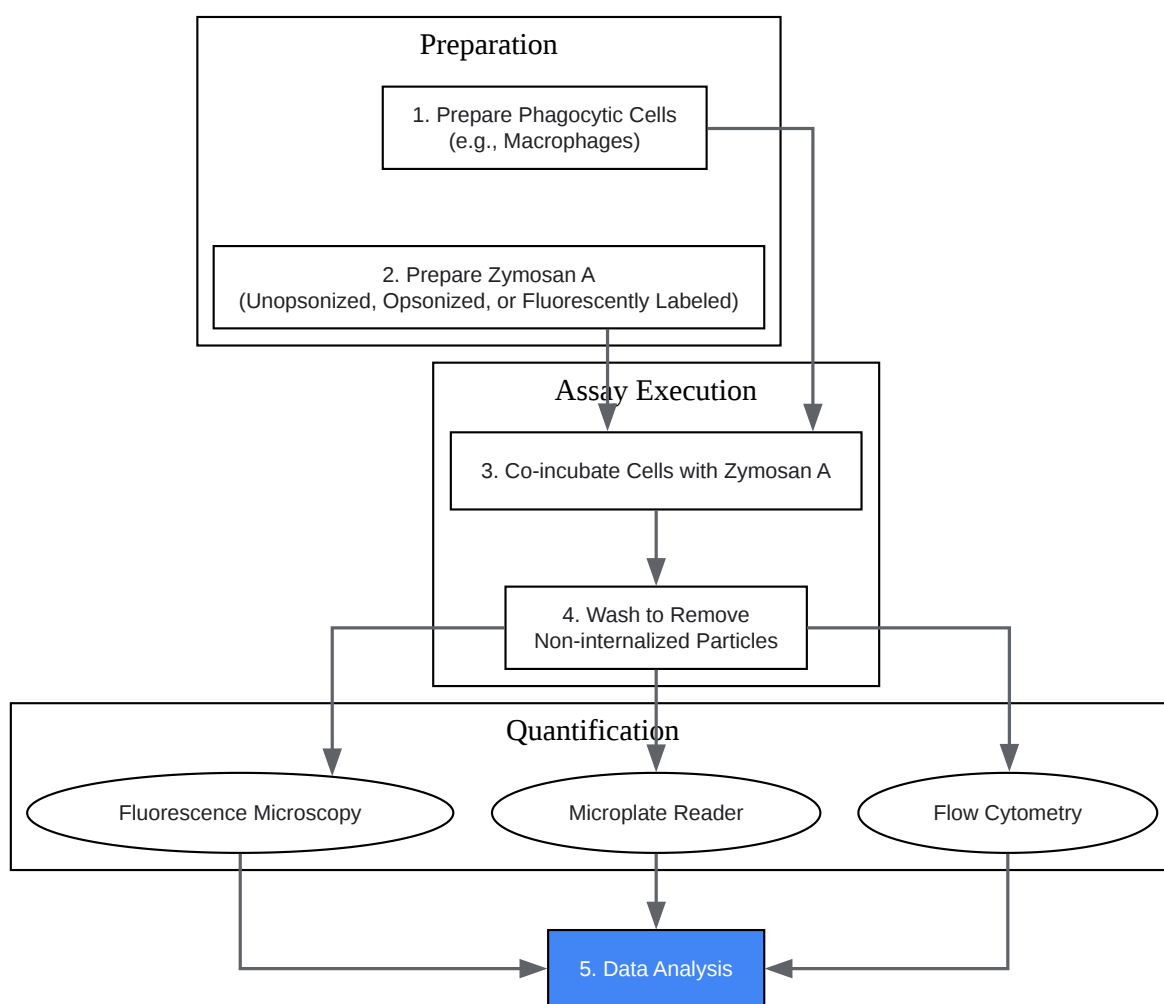 Preparation
1. Prepare Phagocytic Cells
(e.g., Macrophages)
2. Prepare Zymosan A
(Unopsonized, Opsonized, or Fluorescently Labeled)
Assay Execution
3. Co-incubate Cells with Zymosan A
4. Wash to Remove
Non-internalized Particles
Quantification
Fluorescence Microscopy
Microplate Reader
Flow Cytometry
5. Data Analysis